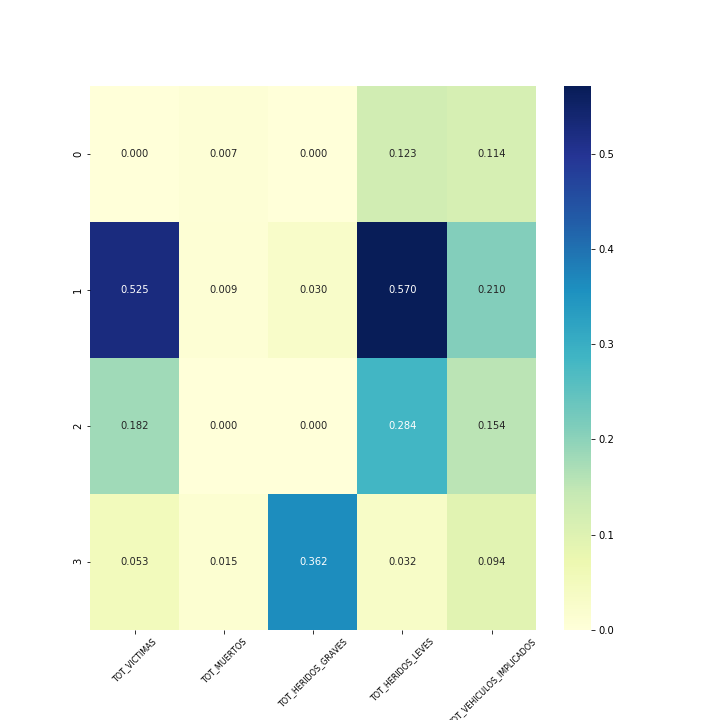 0 0.000 0.007 0.000 0.123 0.114
1 0.525 0.009 0.030 0.570 0.210
2 0.182 0.000 0.000 0.284 0.154
3 0.053 0.015 0.362 0.032 0.094
TOT_VICTIMAS
TOT_MUERTOS
TOT_HERIDOS_GRAVES
TOT_HERIDOS_LEVES
OT_VEHICULOS_IMPLICADOS
0.5
0.4
0.3
0.2
0.1
0.0